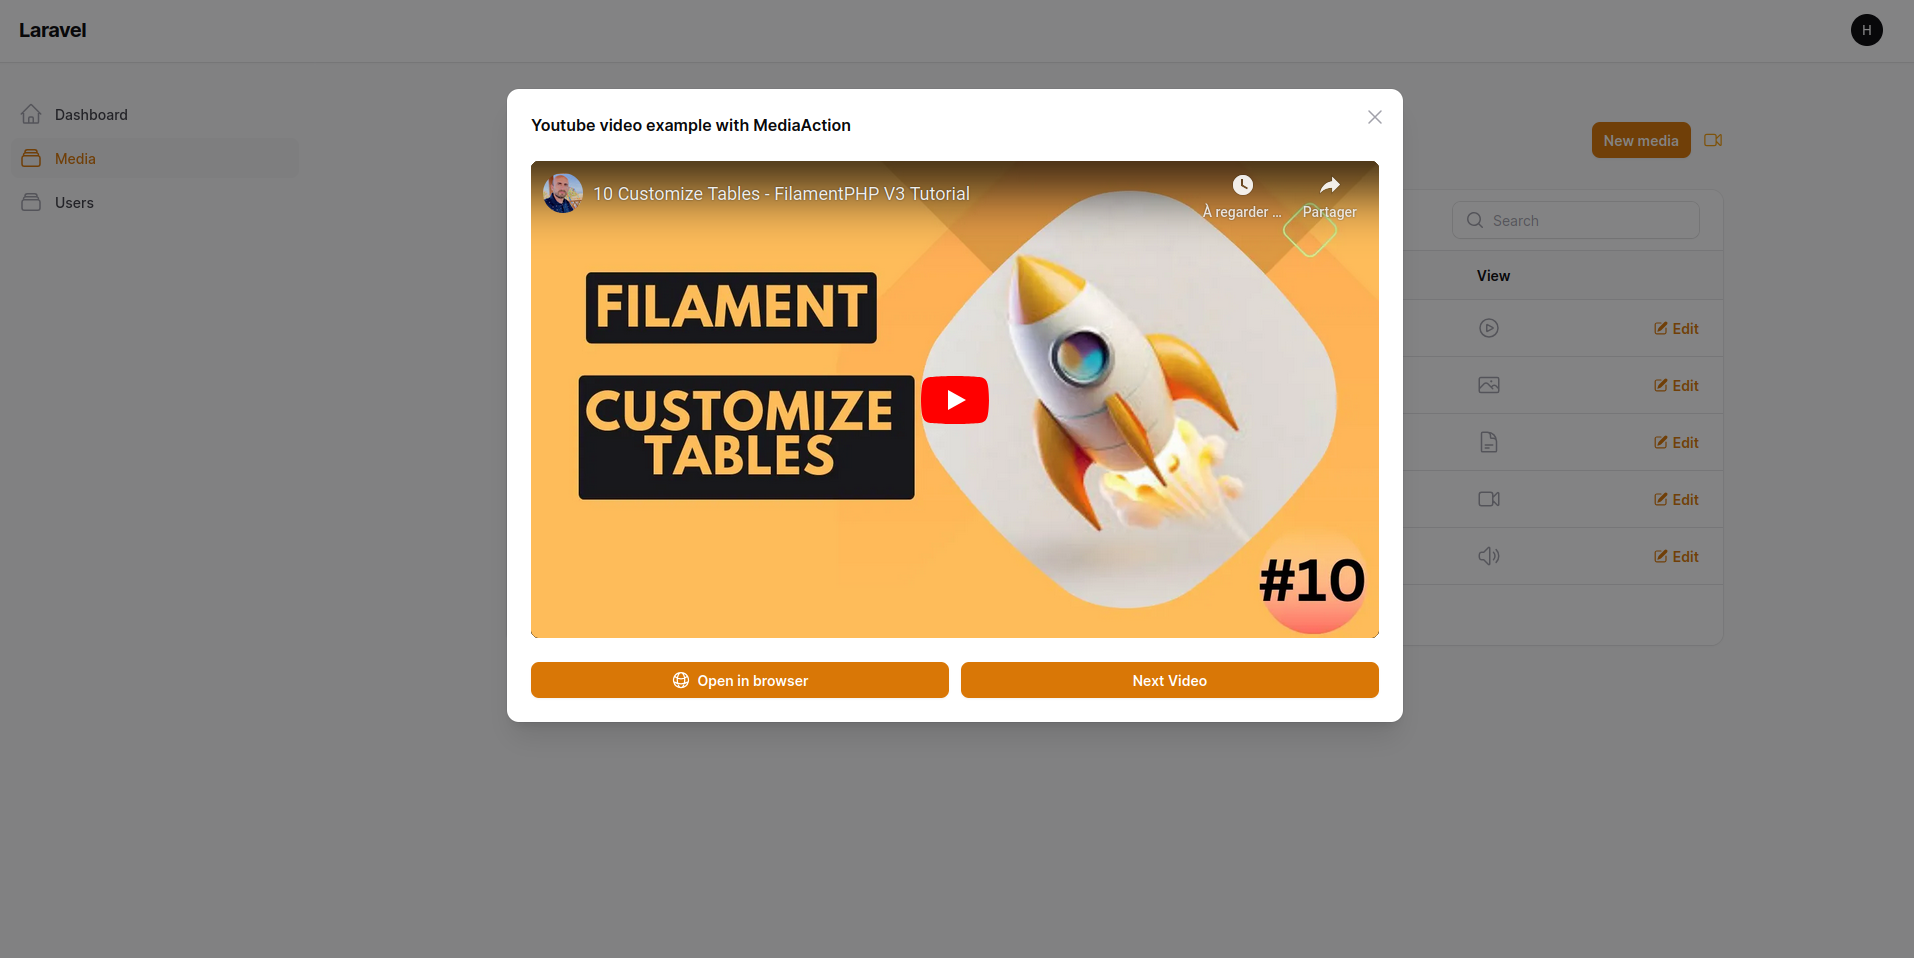 Laravel
H
Dashboard
Media
Users
New media
Search
View
Edit
Edit
Edit
Edit
Edit
Youtube video example with MediaAction
10 Customize Tables - FilamentPHP V3 Tutorial
À regarder ...
Partager
FILAMENT
CUSTOMIZE
TABLES
#10
Open in browser
Next Video